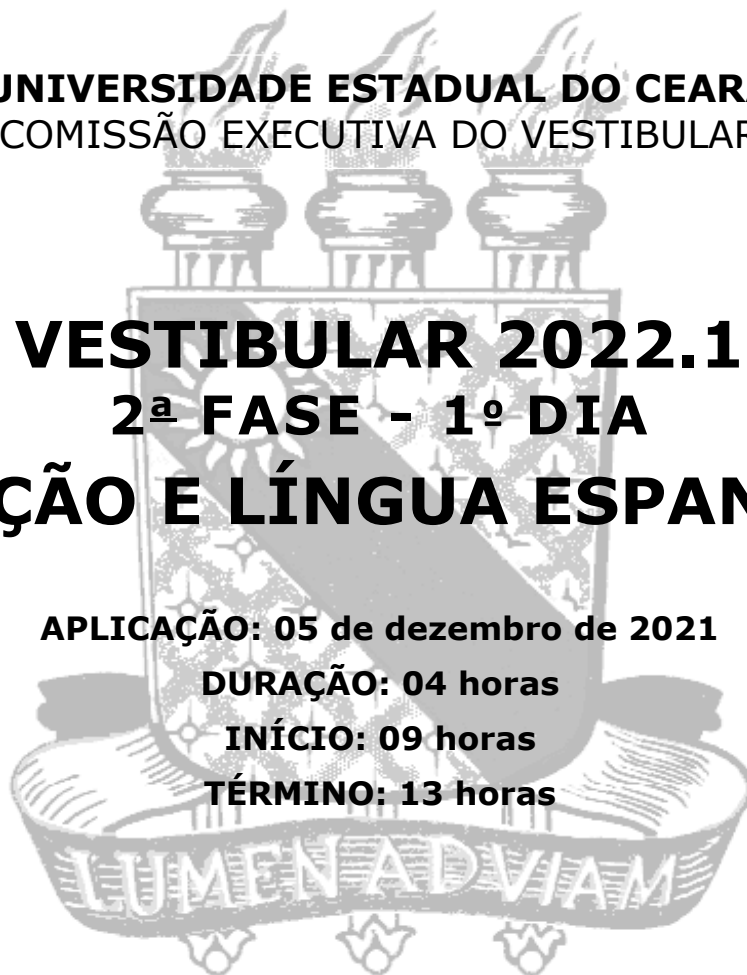 UNIVERSIDADE ESTADUAL DO CEAR
COMISSÃO EXECUTIVA DO VESTIBULAR
VESTIBULAR 2022.1
2ª FASE - 1º DIA
ÇÃO E LÍNGUA ESPAN
APLICAÇÃO: 05 de dezembro de 2021
DURAÇÃO: 04 horas
INÍCIO: 09 horas
TÉRMINO: 13 horas
LUMEN AD VIAM